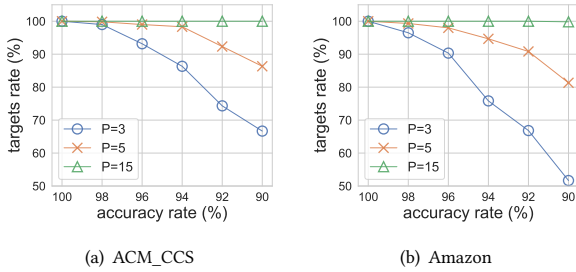 100
90
80
70
60
50
targets rate (%)
P=3
P=5
P=15
100 98 96 94 92 90
accuracy rate (%)
(a) ACM_CCS
100
90
80
70
60
50
targets rate (%)
P=3
P=5
P=15
100 98 96 94 92 90
accuracy rate (%)
(b) Amazon